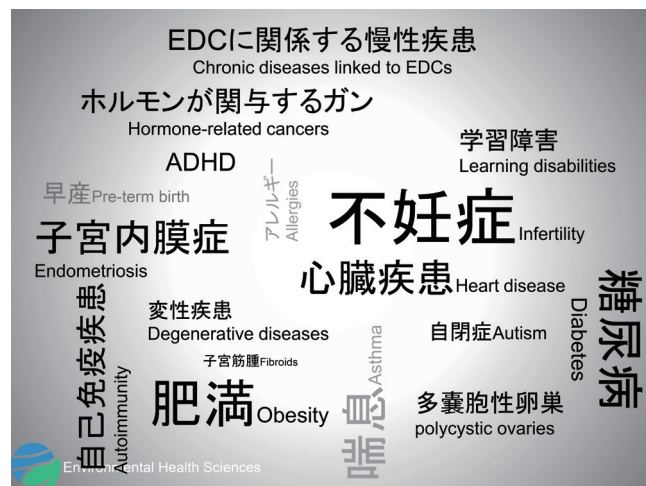 EDCに関係する慢性疾患
Chronic diseases linked to EDCs
ホルモンが関与するガン
Hormone-related cancers
学習障害
Learning disabilities
ADHD
アレルギー
Allergies
早産Pre-term birth
不妊症Infertility
子宮内膜症
Endometriosis
心臓疾患Heart disease
糖尿病
Diabetes
自己免疫疾患
Autoimmunity
変性疾患
Degenerative diseases
自閉症Autism
子宮筋腫Fibroids
喘息Asthma
肥満Obesity
多嚢胞性卵巣
polycystic ovaries
Environmental Health Sciences